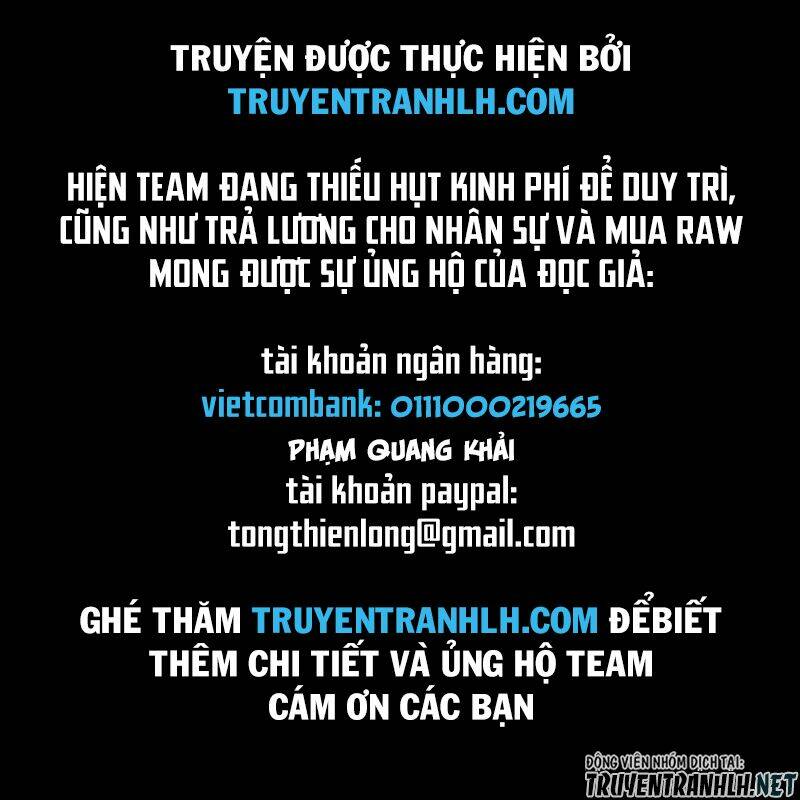 TRUYỆN ĐƯỢC THỰC HIỆN BỞI
TRUYENTRANHLH.COM
HIỆN TEAM ĐANG THIẾU HỤT KINH PHÍ ĐỂ DUY TRÌ,
CŨNG NHƯ TRẢ LƯƠNG CHO NHÂN SỰ VÀ MUA RAW
MONG ĐƯỢC SỰ ỦNG HỘ CỦA ĐỌC GIẢ:
tài khoản ngân hàng:
vietcombank: 0111000219665
PHẠM QUANG KHẢI
tài khoản paypal:
tongthienlong@gmail.com
GHÉ THĂM TRUYENTRANHLH.COM ĐỂBIẾT
THÊM CHI TIẾT VÀ ỦNG HỘ TEAM
CÁM ƠN CÁC BẠN
ĐỘNG VIÊN NHÓM DỊCH TẠI:
TRUYENTRANHLH.NET